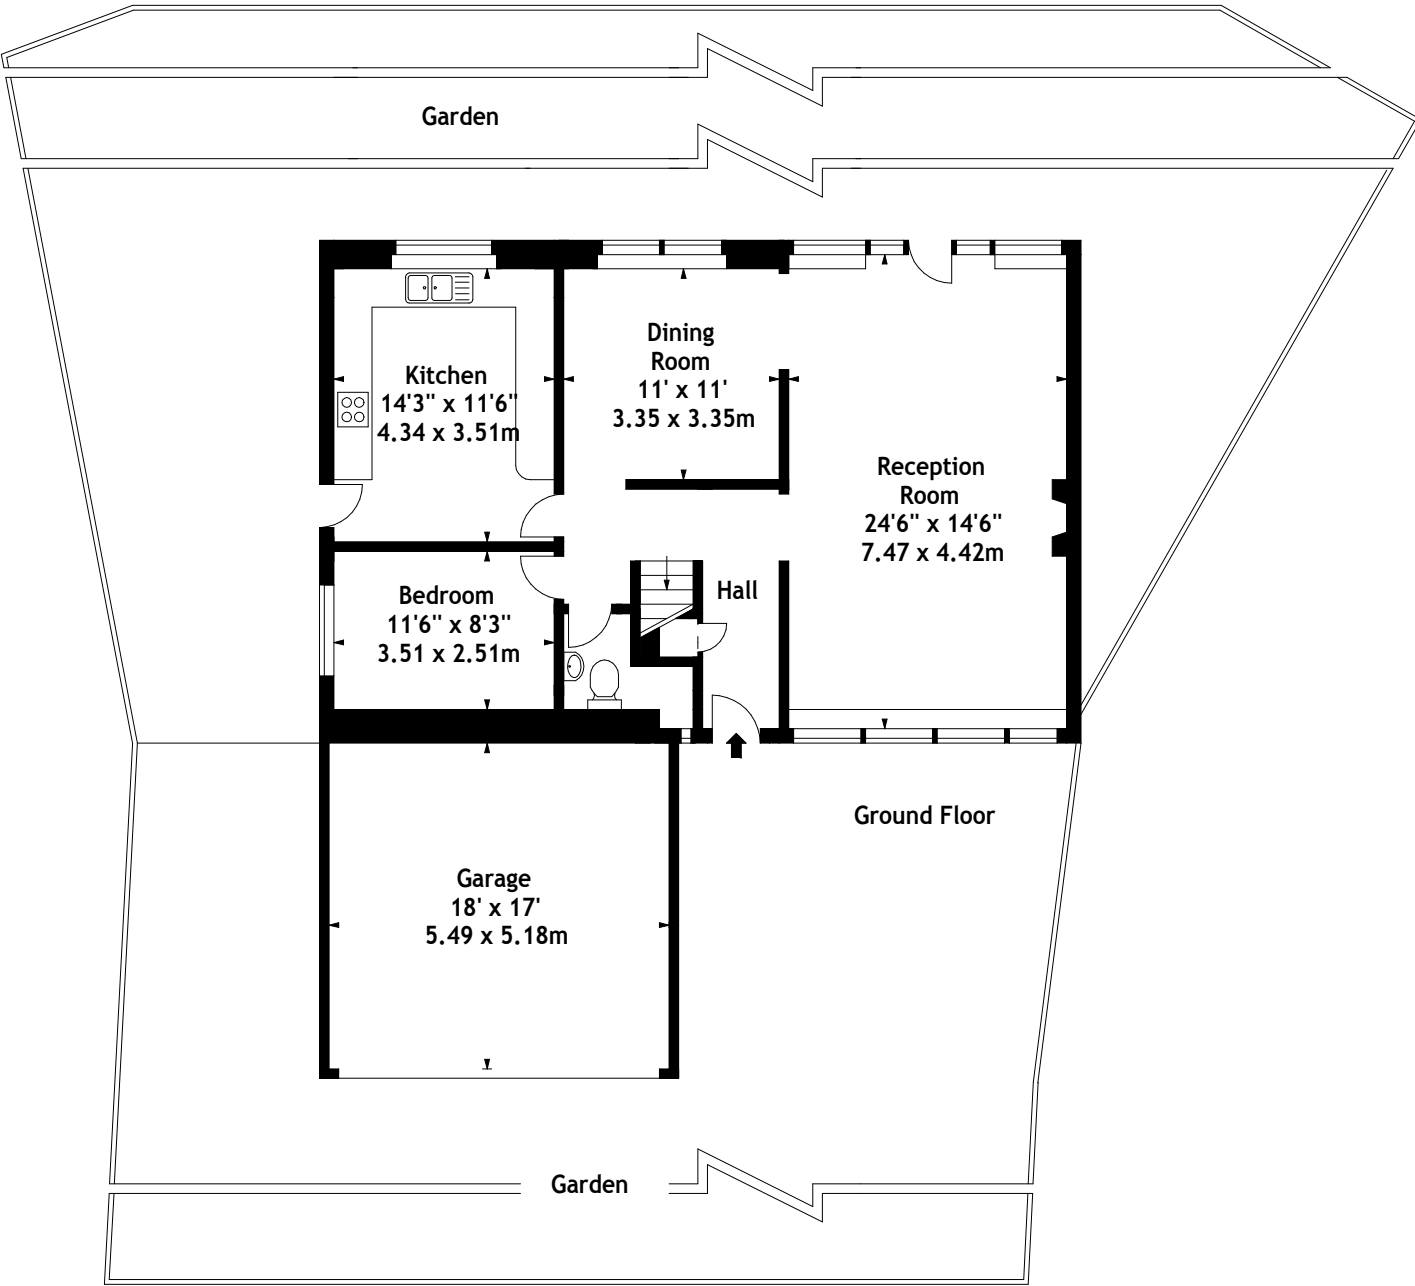 Garden
Kitchen
14'3" x 11'6"
4.34 x 3.51m
Dining
Room
11' x 11'
3.35 x 3.35m
Reception
Room
24'6" x 14'6"
7.47 x 4.42m
Bedroom
11'6" x 8'3"
3.51 x 2.51m
Hall
Ground Floor
Garage
18' x 17'
5.49 x 5.18m
Garden